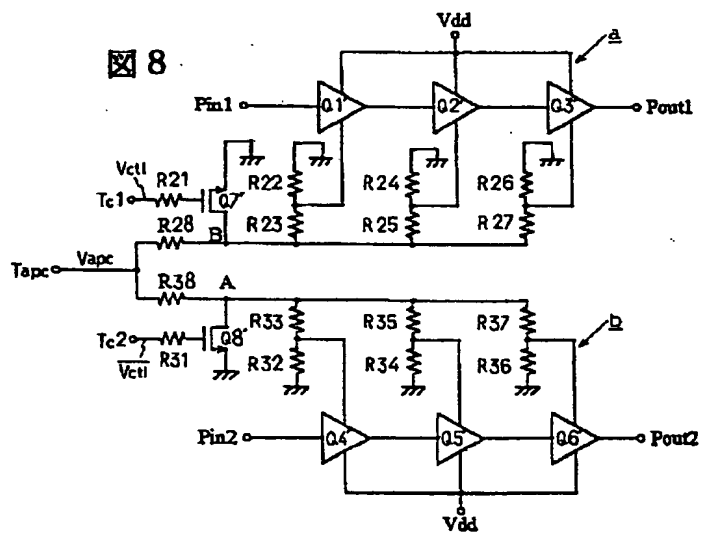 図 8
Vdd
a
Pin1
Q1'
Q2'
Q3'
Pout1
Vctl
Tc1
R21
Q7'
R22
R24
R26
R23
R25
R27
R28
B
Tapc
Vapc
R38
A
Tc2
Vctl
R31
Q8'
R33
R35
R37
b
R32
R34
R36
Pin2
Q4'
Q5'
Q6'
Pout2
Vdd